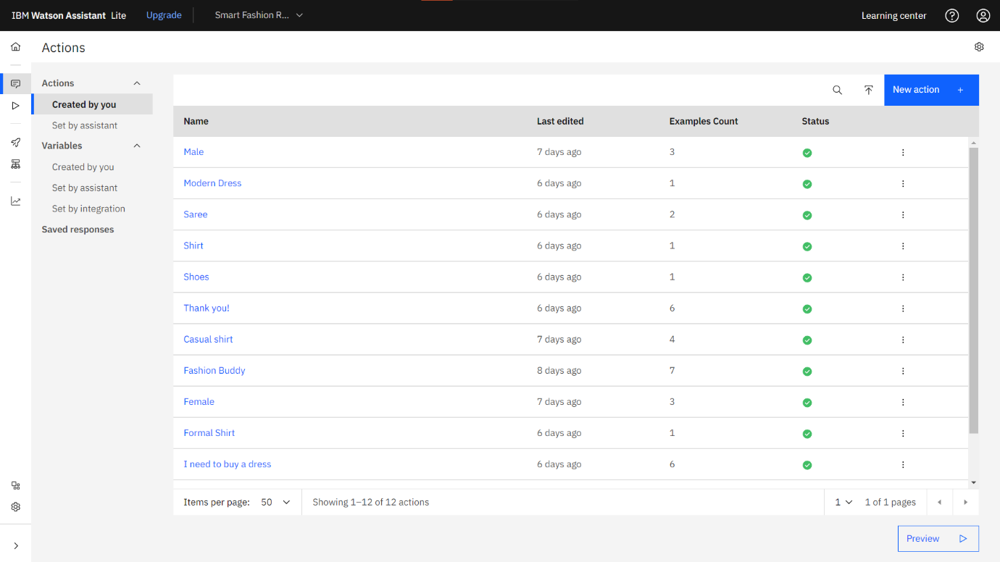 IBM Watson Assistant Lite Upgrade Smart Fashion R... Learning center
Actions
Actions
Created by you
Set by assistant
Variables
Created by you
Set by assistant
Set by integration
Saved responses
New action +
Name Last edited Examples Count Status
Male 7 days ago 3
Modern Dress 6 days ago 1
Saree 6 days ago 2
Shirt 6 days ago 1
Shoes 6 days ago 1
Thank you! 6 days ago 6
Casual shirt 7 days ago 4
Fashion Buddy 8 days ago 7
Female 7 days ago 3
Formal Shirt 6 days ago 1
I need to buy a dress 6 days ago 6
Items per page: 50 Showing 1–12 of 12 actions 1 1 of 1 pages
Preview